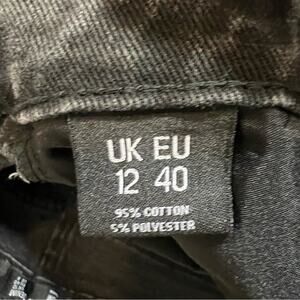 UK EU
12 40
95% COTTON
5% POLYESTER